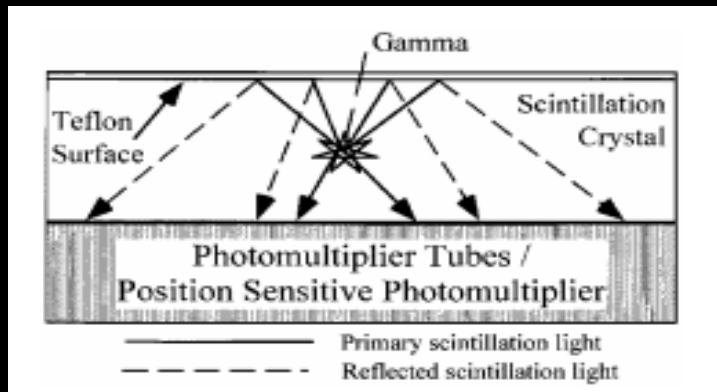 Gamma
Teflon
Surface
Scintillation
Crystal
Photomultiplier Tubes /
Position Sensitive Photomultiplier
Primary scintillation light
Reflected scintillation light